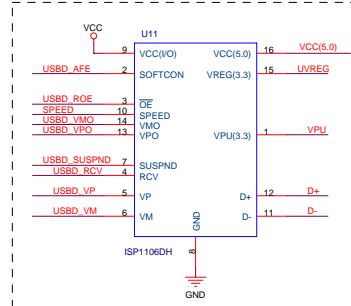 VCC
U11
9 VCC(I/O) VCC(5.0) 16 VCC(5.0)
USBD_AFE 2 SOFTCON VREG(3.3) 15 UVREG
USBD_ROE 3 OE
SPEED 10 SPEED
USBD_VMO 14 VMO
USBD_VPO 13 VPO VPU(3.3) 1 VPU
USBD_SUSPND 7 SUSPND
USBD_RCV 4 RCV
USBD_VP 5 VP D+ 12 D+
USBD_VM 6 VM D- 11 D-
GND
ISP1106DH 8
GND